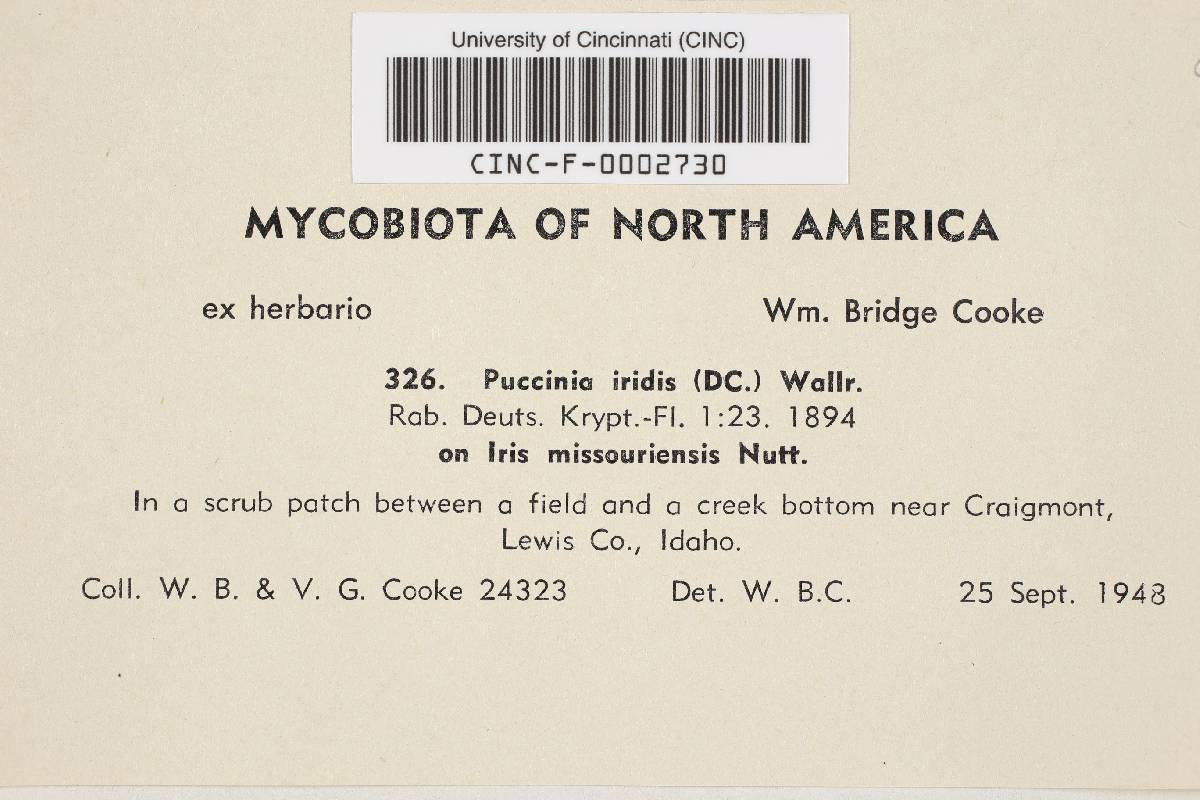 University of Cincinnati (CINC)
CINC-F-0002730
MYCOBIOTA OF NORTH AMERICA
ex herbario Wm. Bridge Cooke
326. Puccinia iridis (DC.) Wallr.
Rab. Deuts. Krypt.-Fl. 1:23. 1894
on Iris missouriensis Nutt.
In a scrub patch between a field and a creek bottom near Craigmont,
Lewis Co., Idaho.
Coll. W. B. & V. G. Cooke 24323 Det. W. B.C. 25 Sept. 1948